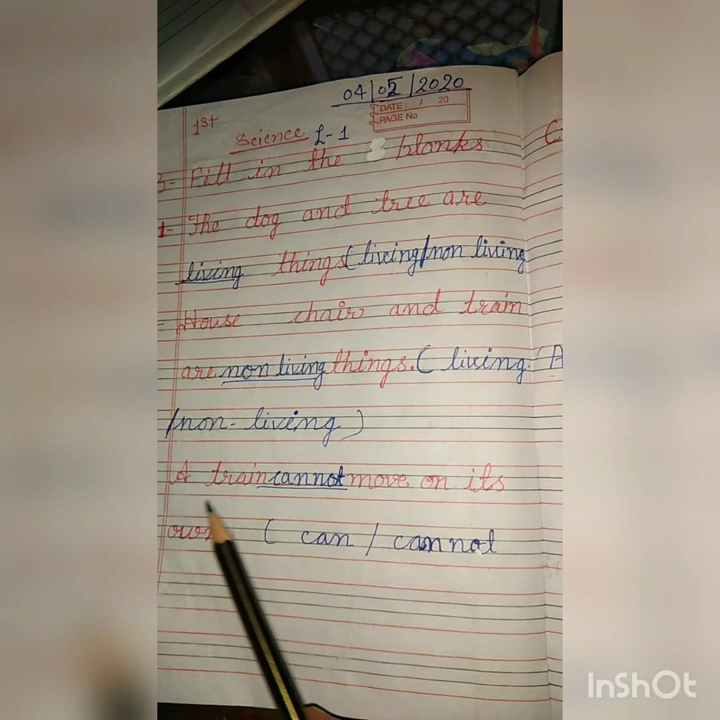 04/05/2020
DATE: / 20
PAGE No
1st
Science L-1
3- Fill in the blonks
1- The dog and tree are
living things (living/non living
- House chair and train
are non living things. ( living
/non-living)
A train cannot move on its
own ( can / cannot
InShOt